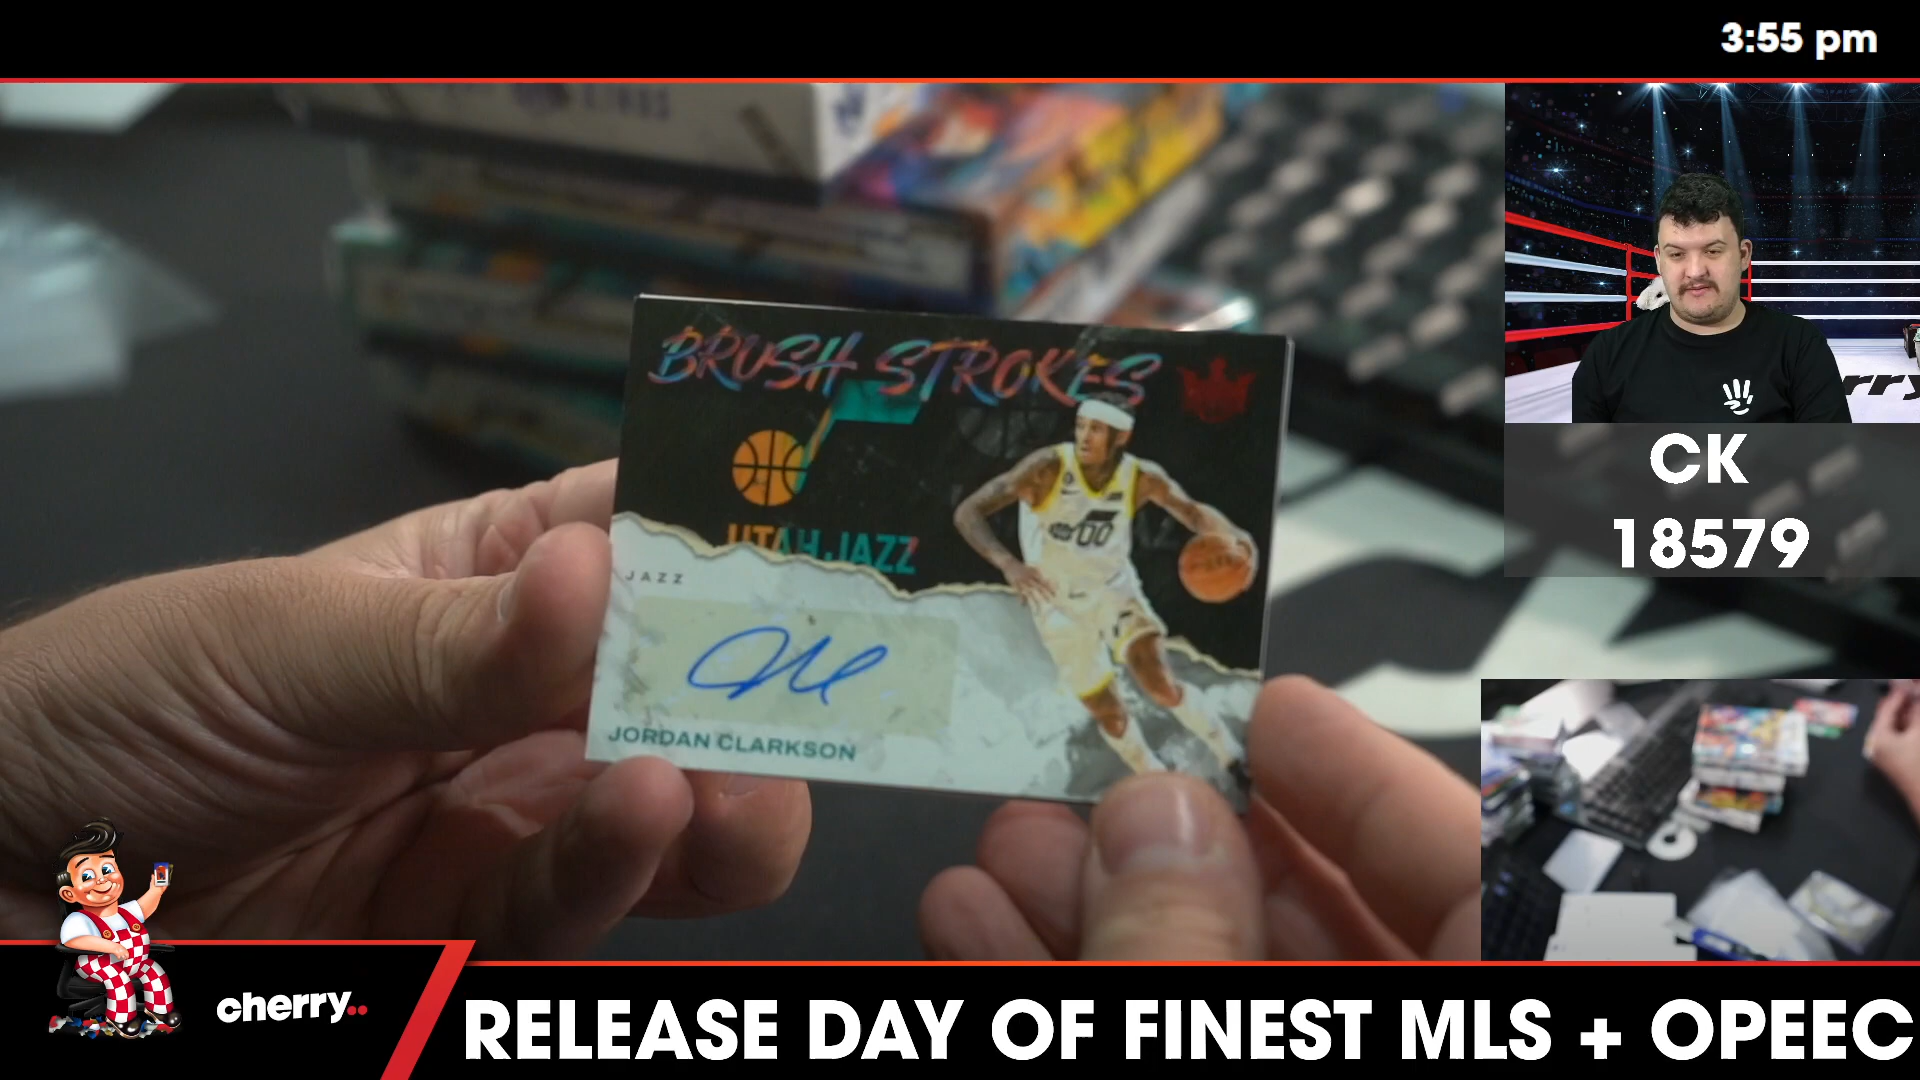 3:55 pm
BRUSH STROKES
UTAH JAZZ
JAZZ
00
JORDAN CLARKSON
CK
18579
cherry..
RELEASE DAY OF FINEST MLS + OPEEC